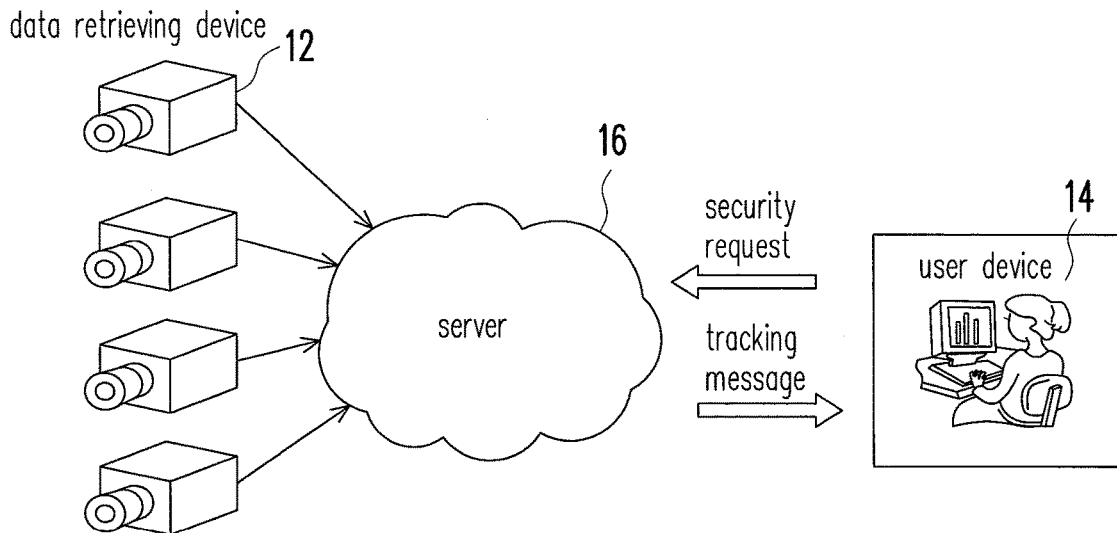 data retrieving device
12
16
security
request
14
user device
server
tracking
message